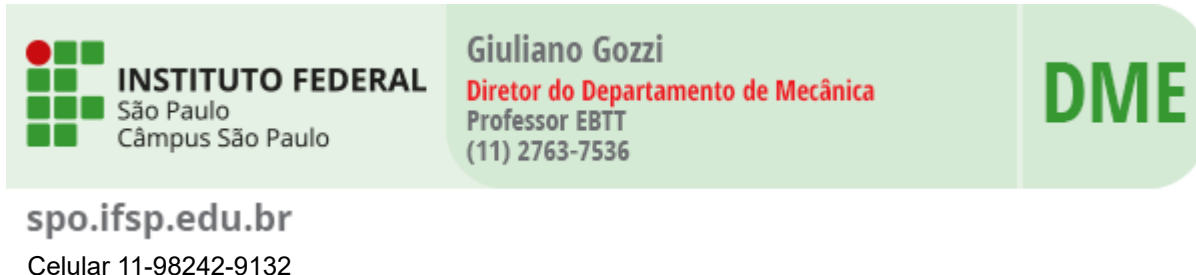 INSTITUTO FEDERAL
São Paulo
Câmpus São Paulo
Giuliano Gozzi
Diretor do Departamento de Mecânica
Professor EBTT
(11) 2763-7536
DME
spo.ifsp.edu.br
Celular 11-98242-9132